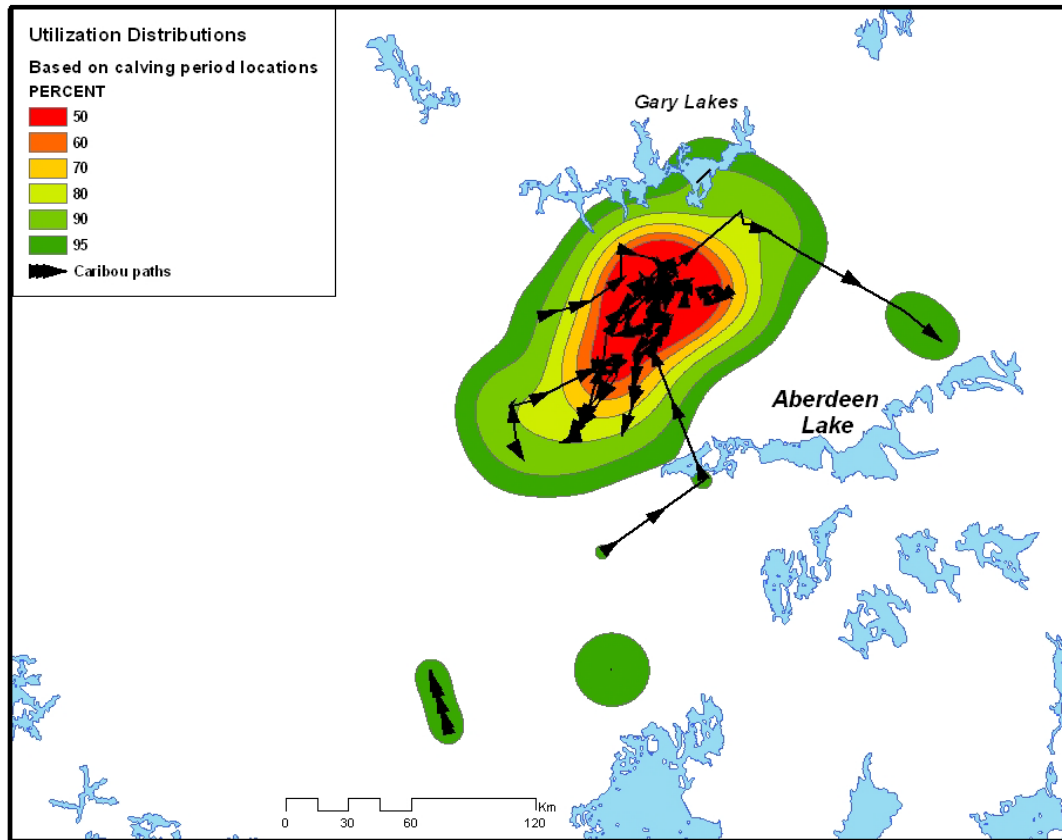 Utilization Distributions
Based on calving period locations
PERCENT
50
60
70
80
90
95
Caribou paths
Gary Lakes
Aberdeen
Lake
Km
0 30 60 120